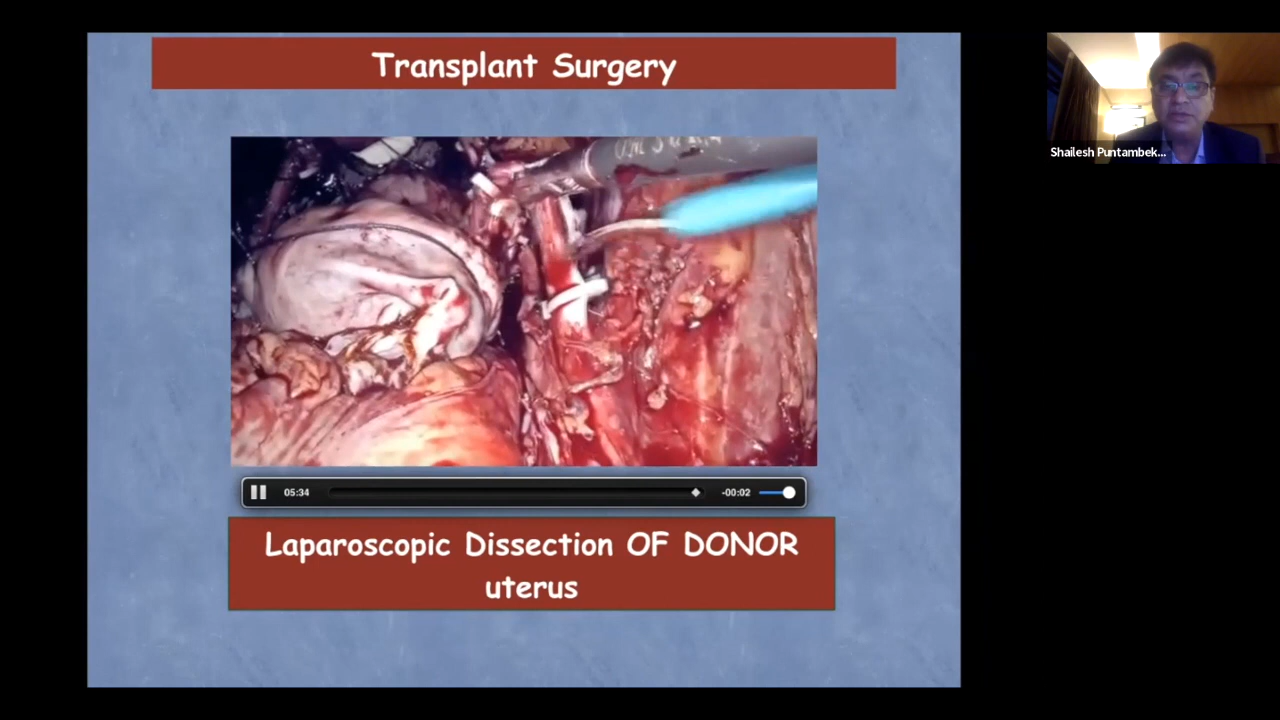 Transplant Surgery
Shailesh Puntambek...
05:34
-00:02
Laparoscopic Dissection OF DONOR
uterus